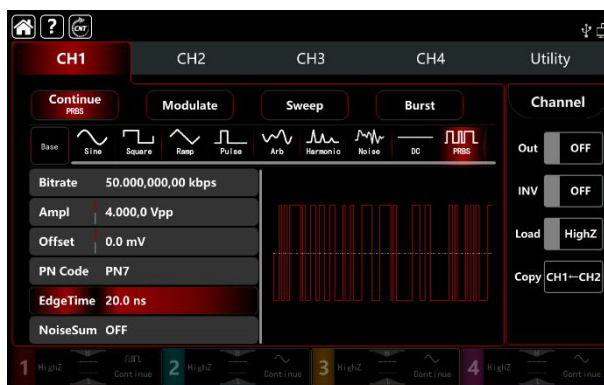 ? CNT
CH1 CH2 CH3 CH4 Utility
Continue
PRBS
Modulate Sweep Burst Channel
Base Sine Square Ramp Pulse Arb Harmonic Noise DC PRBS
Out OFF
Bitrate 50.000,000,00 kbps
INV OFF
Ampl 4.000,0 Vpp
Offset 0.0 mV
Load HighZ
PN Code PN7
Copy CH1←CH2
EdgeTime 20.0 ns
NoiseSum OFF
1 HighZ Continue 2 HighZ Continue 3 HighZ Continue 4 HighZ Continue